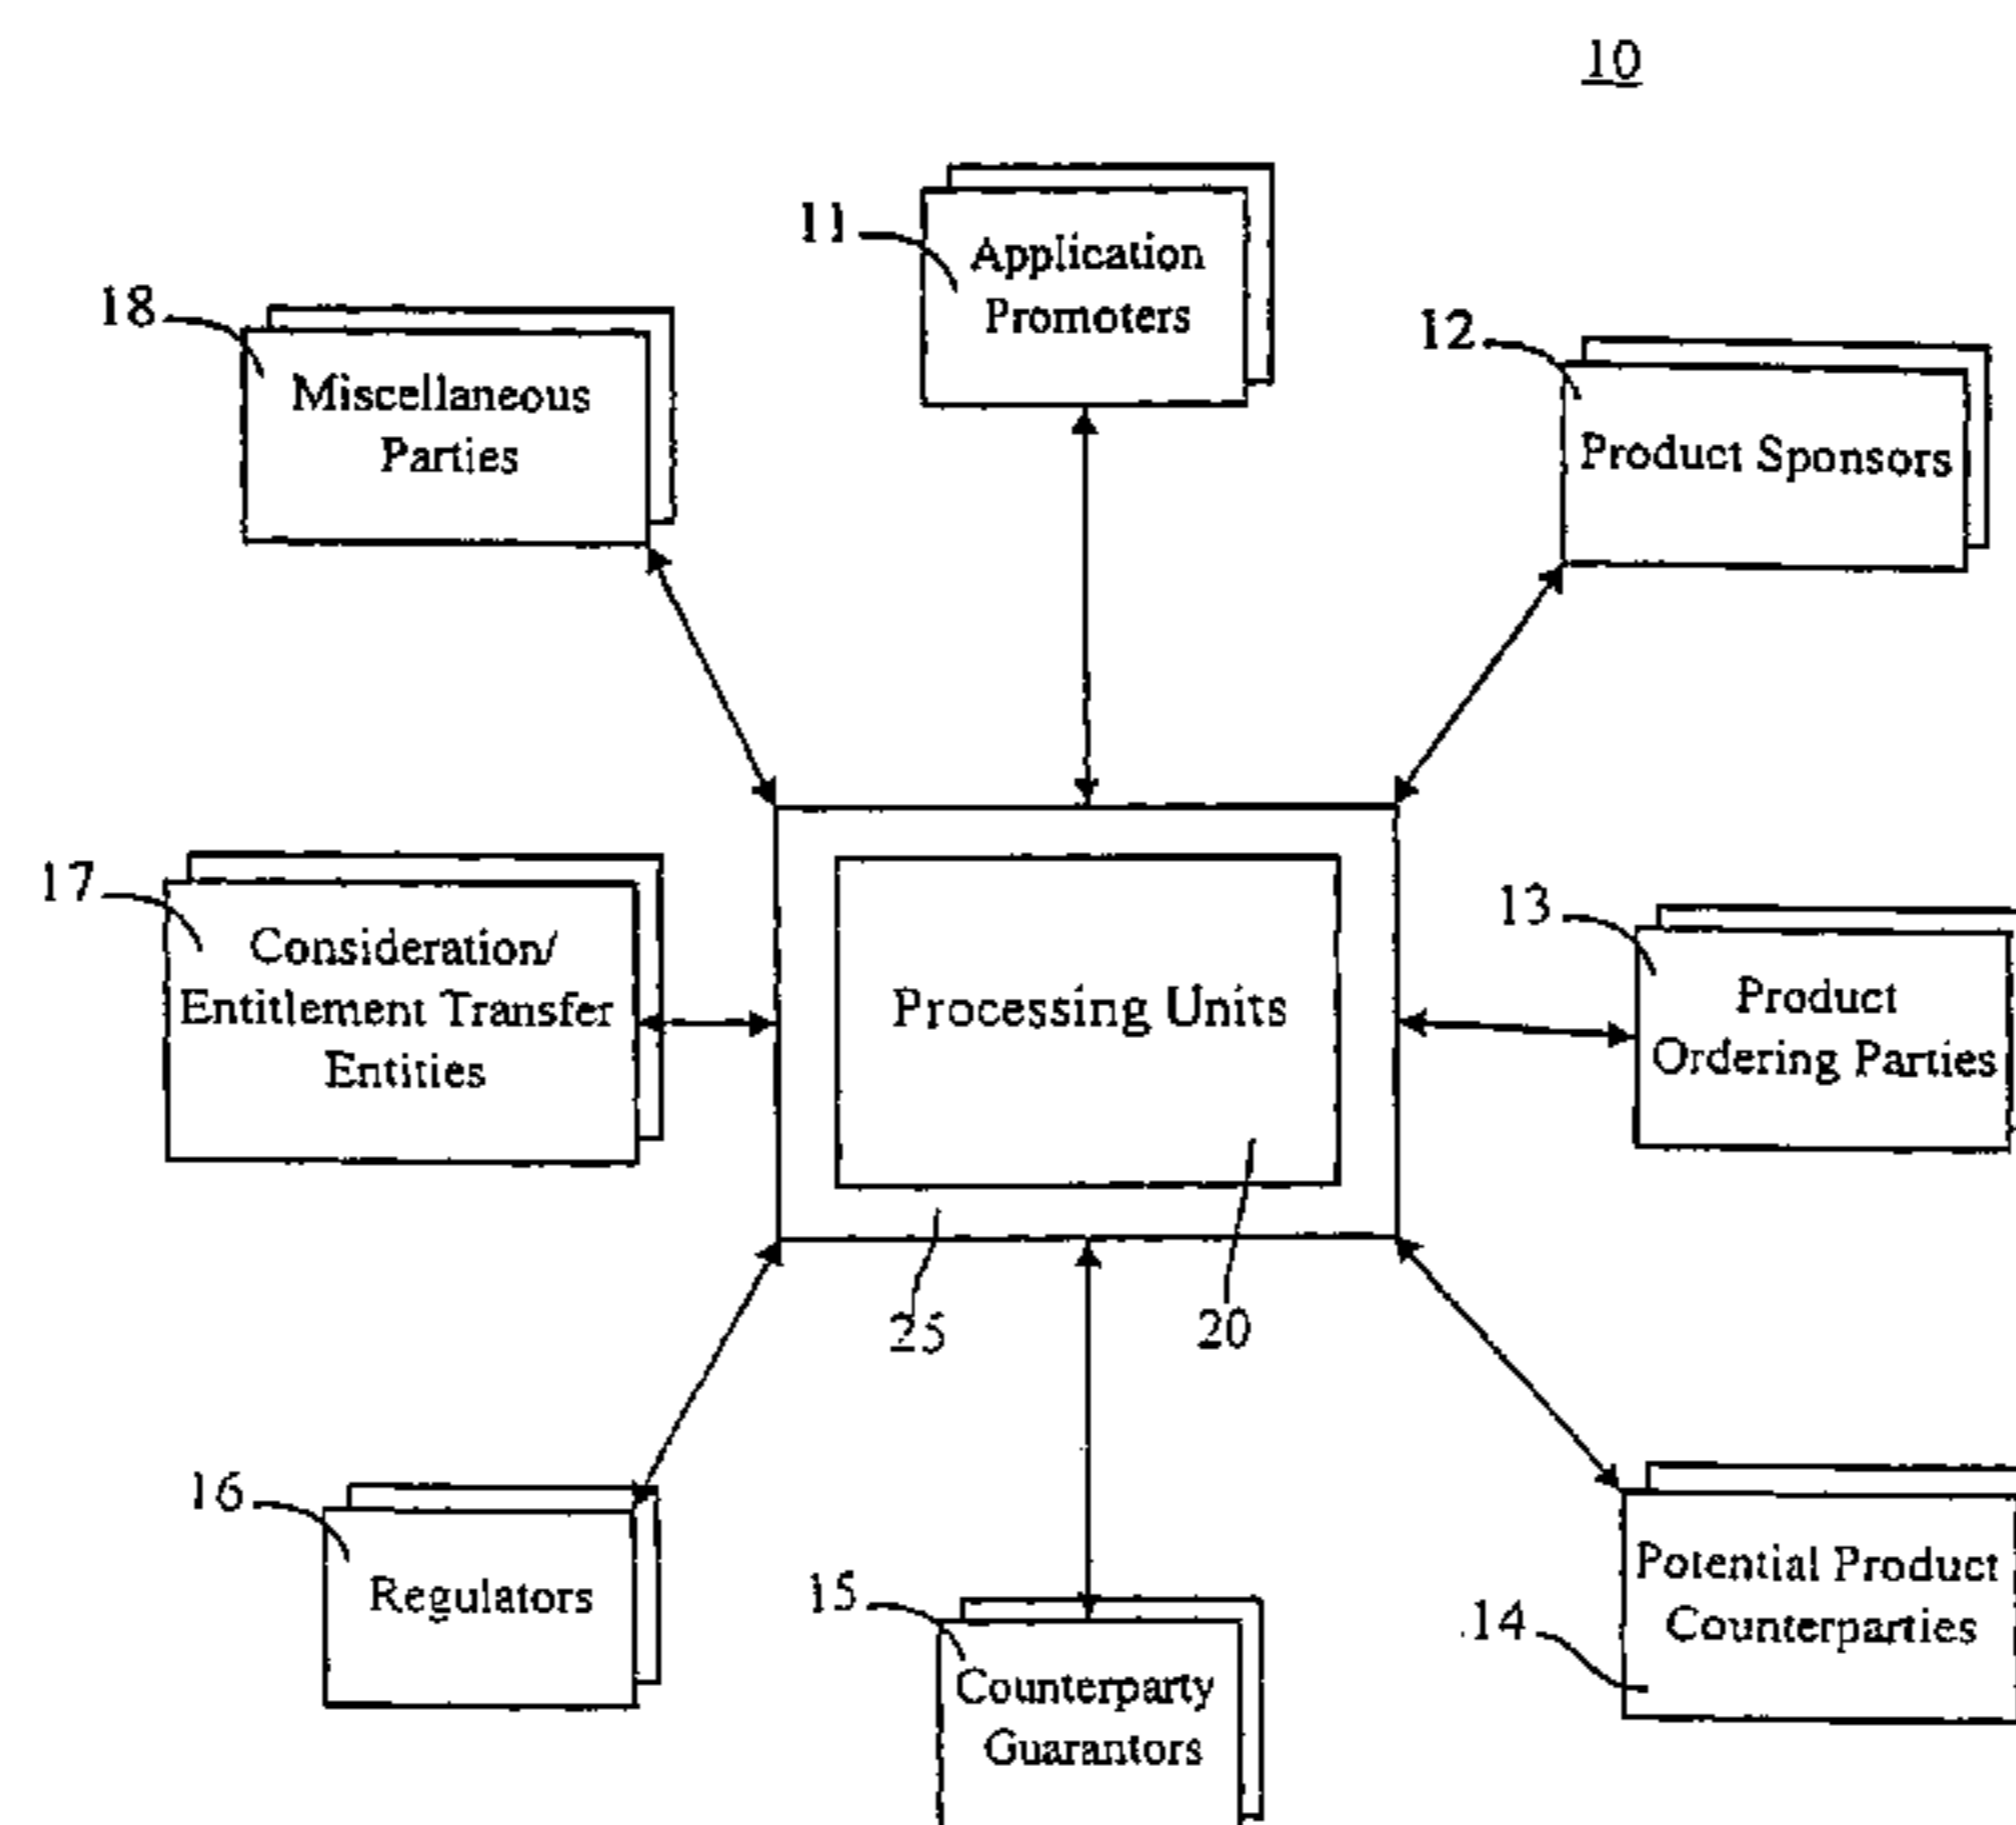 10
11
Application
Promoters
18
Miscellaneous
Parties
12
Product Sponsors
17
Consideration/
Entitlement Transfer
Entities
Processing Units
13
Product
Ordering Parties
25
20
16
Regulators
15
Counterparty
Guarantors
14
Potential Product
Counterparties